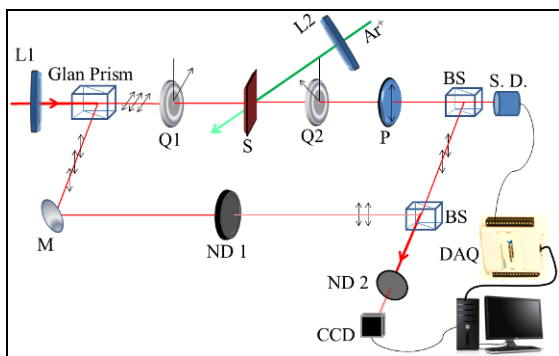 L1
Glan Prism
L2
Ar+
BS
S. D.
Q1
S
Q2
P
M
ND 1
BS
DAQ
ND 2
CCD